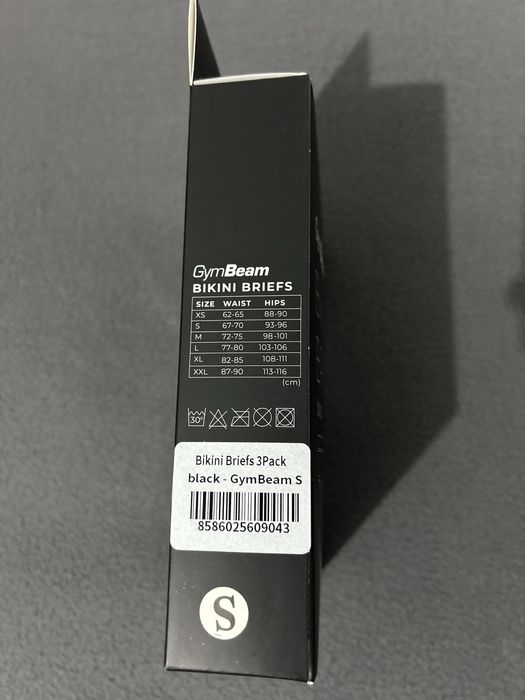 GymBeam
BIKINI BRIEFS
SIZE WAIST HIPS
XS 62-65 88-90
S 67-70 93-96
M 72-75 98-101
L 77-80 103-106
XL 82-85 108-111
XXL 87-90 113-116
(cm)
30°
Bikini Briefs 3Pack
black - GymBeam S
8586025609043
S